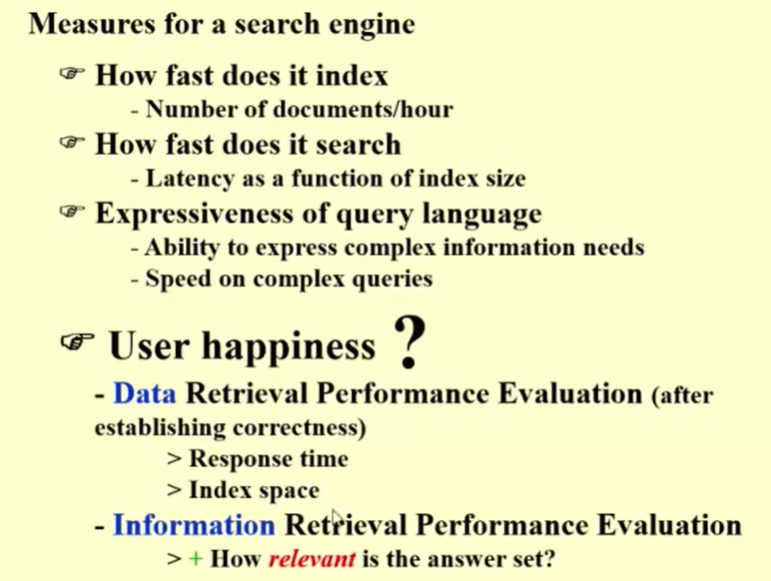 Measures for a search engine
☞ How fast does it index
- Number of documents/hour
☞ How fast does it search
- Latency as a function of index size
☞ Expressiveness of query language
- Ability to express complex information needs
- Speed on complex queries
☞ User happiness ?
- Data Retrieval Performance Evaluation (after
establishing correctness)
> Response time
> Index space
- Information Retrieval Performance Evaluation
> + How relevant is the answer set?